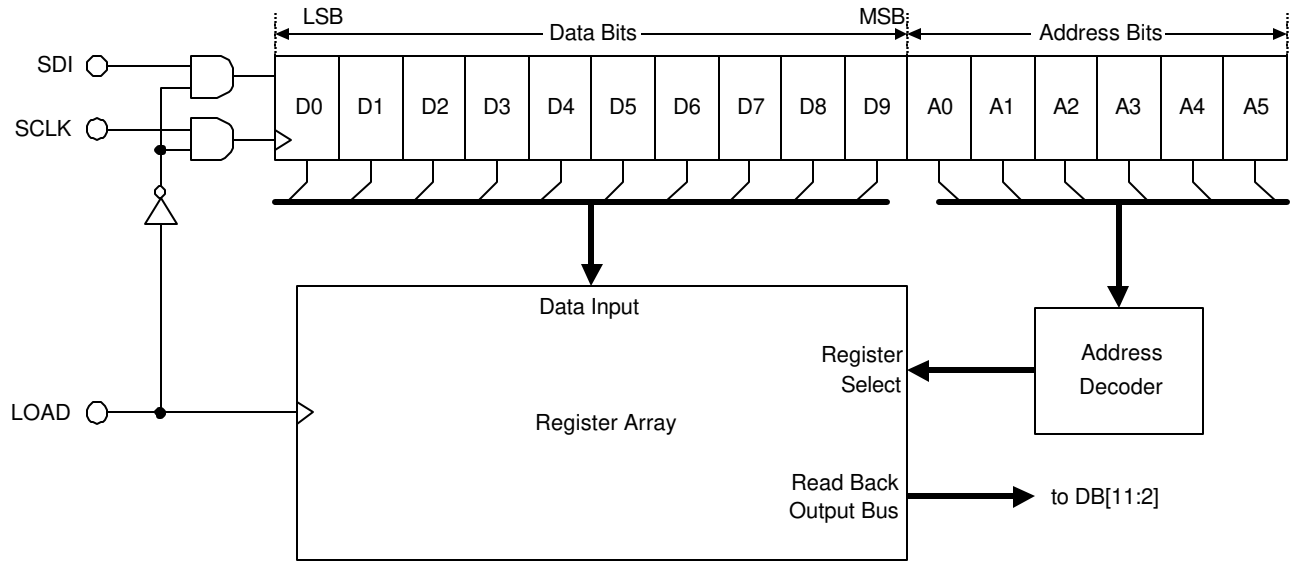 LSB
MSB
Data Bits
Address Bits
SDI
D0 D1 D2 D3 D4 D5 D6 D7 D8 D9 A0 A1 A2 A3 A4 A5
SCLK
Data Input
Register
Select
Address
Decoder
LOAD
Register Array
Read Back
Output Bus
to DB[11:2]